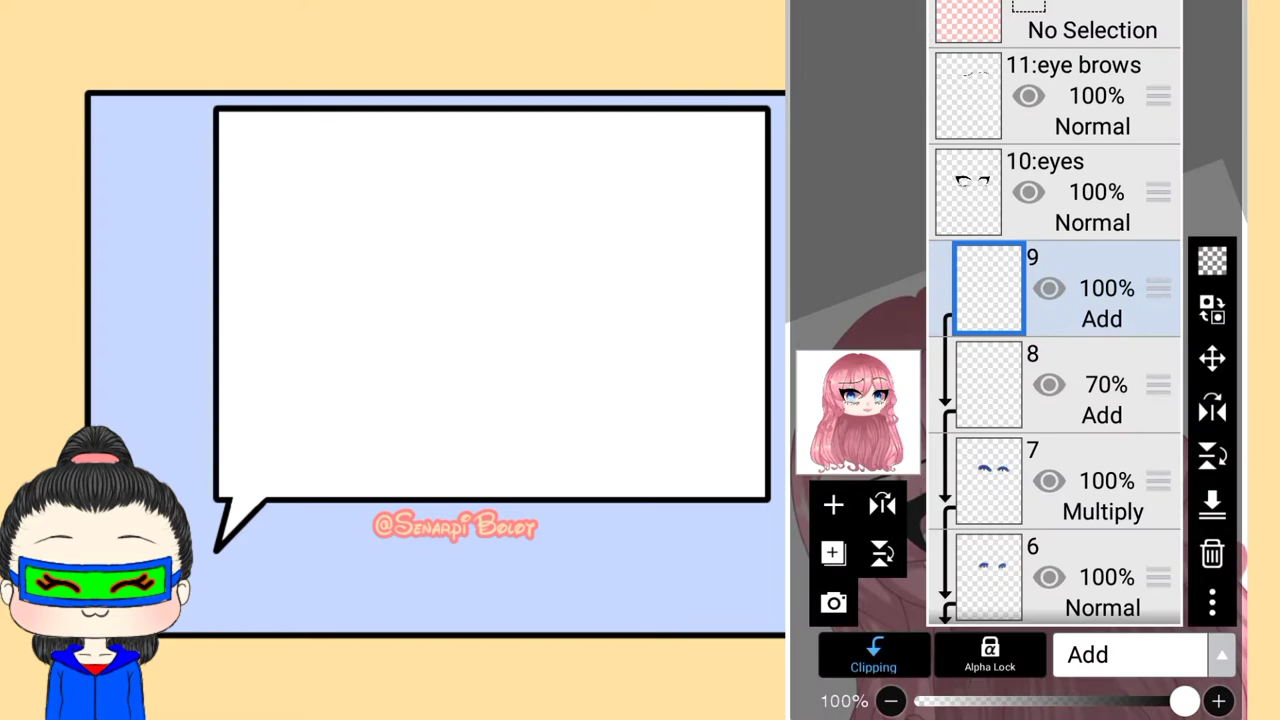 No Selection
11:eye brows
100%
Normal
10:eyes
100%
Normal
9
100%
Add
8
70%
Add
7
100%
Multiply
6
100%
Normal
@Senarpi Boldt
Clipping
α
Alpha Lock
Add
100%